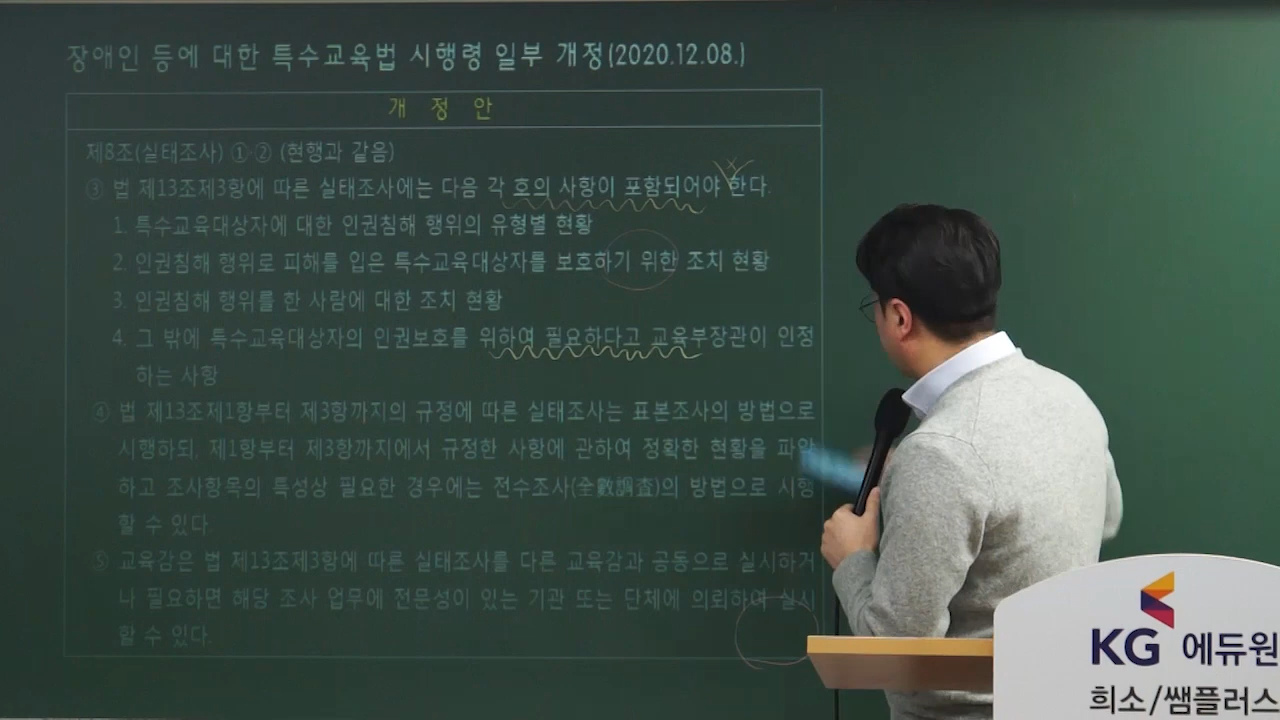 장애인 등에 대한 특수교육법 시행령 일부 개정(2020.12.08.)
개 정 안
제8조(실태조사) ①·② (현행과 같음)
③ 법 제13조제3항에 따른 실태조사에는 다음 각 호의 사항이 포함되어야 한다.
1. 특수교육대상자에 대한 인권침해 행위의 유형별 현황
2. 인권침해 행위로 피해를 입은 특수교육대상자를 보호하기 위한 조치 현황
3. 인권침해 행위를 한 사람에 대한 조치 현황
4. 그 밖에 특수교육대상자의 인권보호를 위하여 필요하다고 교육부장관이 인정
하는 사항
④ 법 제13조제1항부터 제3항까지의 규정에 따른 실태조사는 표본조사의 방법으로
시행하되, 제1항부터 제3항까지에서 규정한 사항에 관하여 정확한 현황을 파악
하고 조사항목의 특성상 필요한 경우에는 전수조사(全數調査)의 방법으로 시행
할 수 있다.
⑤ 교육감은 법 제13조제3항에 따른 실태조사를 다른 교육감과 공동으로 실시하거
나 필요하면 해당 조사 업무에 전문성이 있는 기관 또는 단체에 의뢰하여 실시
할 수 있다.
KG 에듀원
희소/쌤플러스